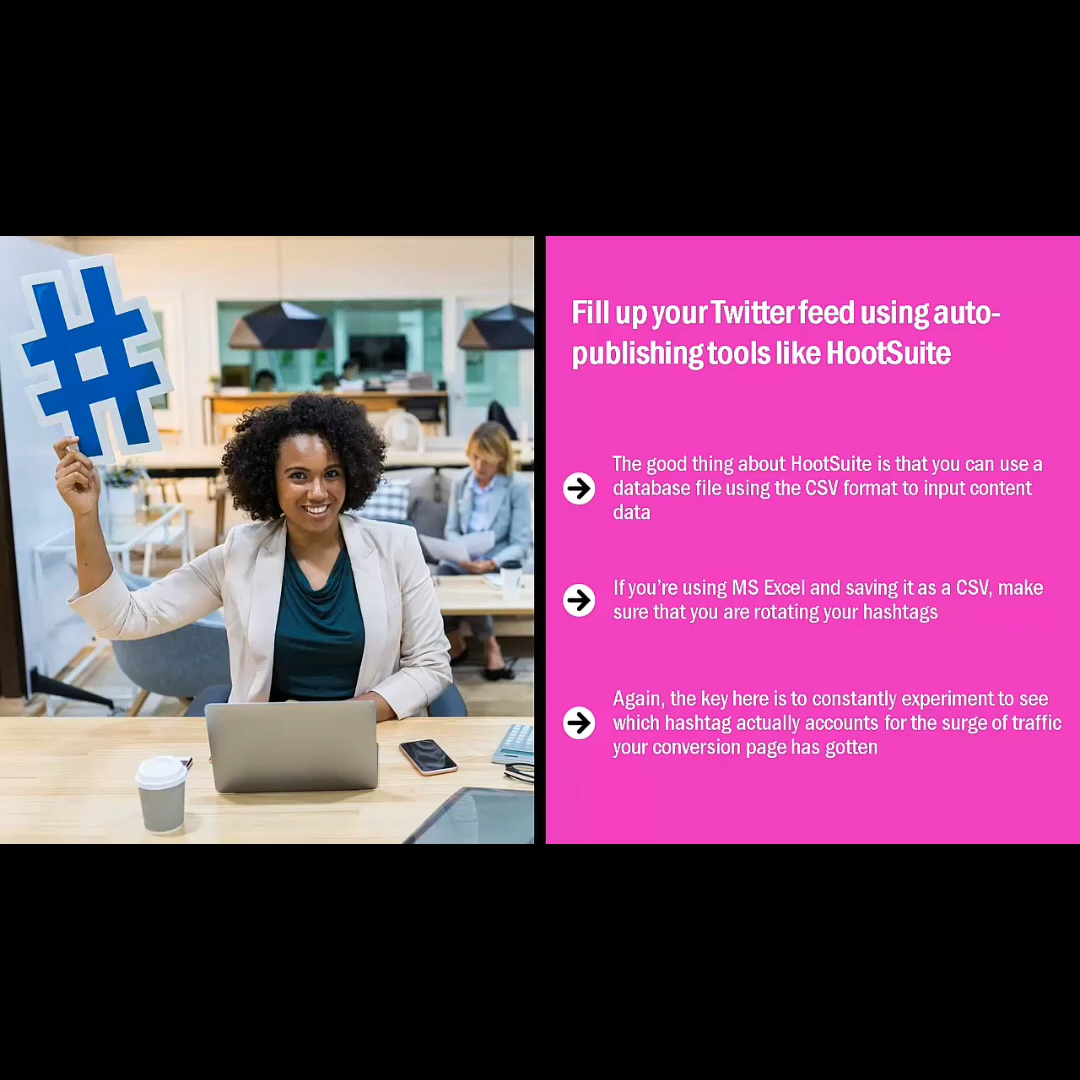 #
Fill up your Twitter feed using auto-
publishing tools like HootSuite
The good thing about HootSuite is that you can use a
database file using the CSV format to input content
data
If you're using MS Excel and saving it as a CSV, make
sure that you are rotating your hashtags
Again, the key here is to constantly experiment to see
which hashtag actually accounts for the surge of traffic
your conversion page has gotten